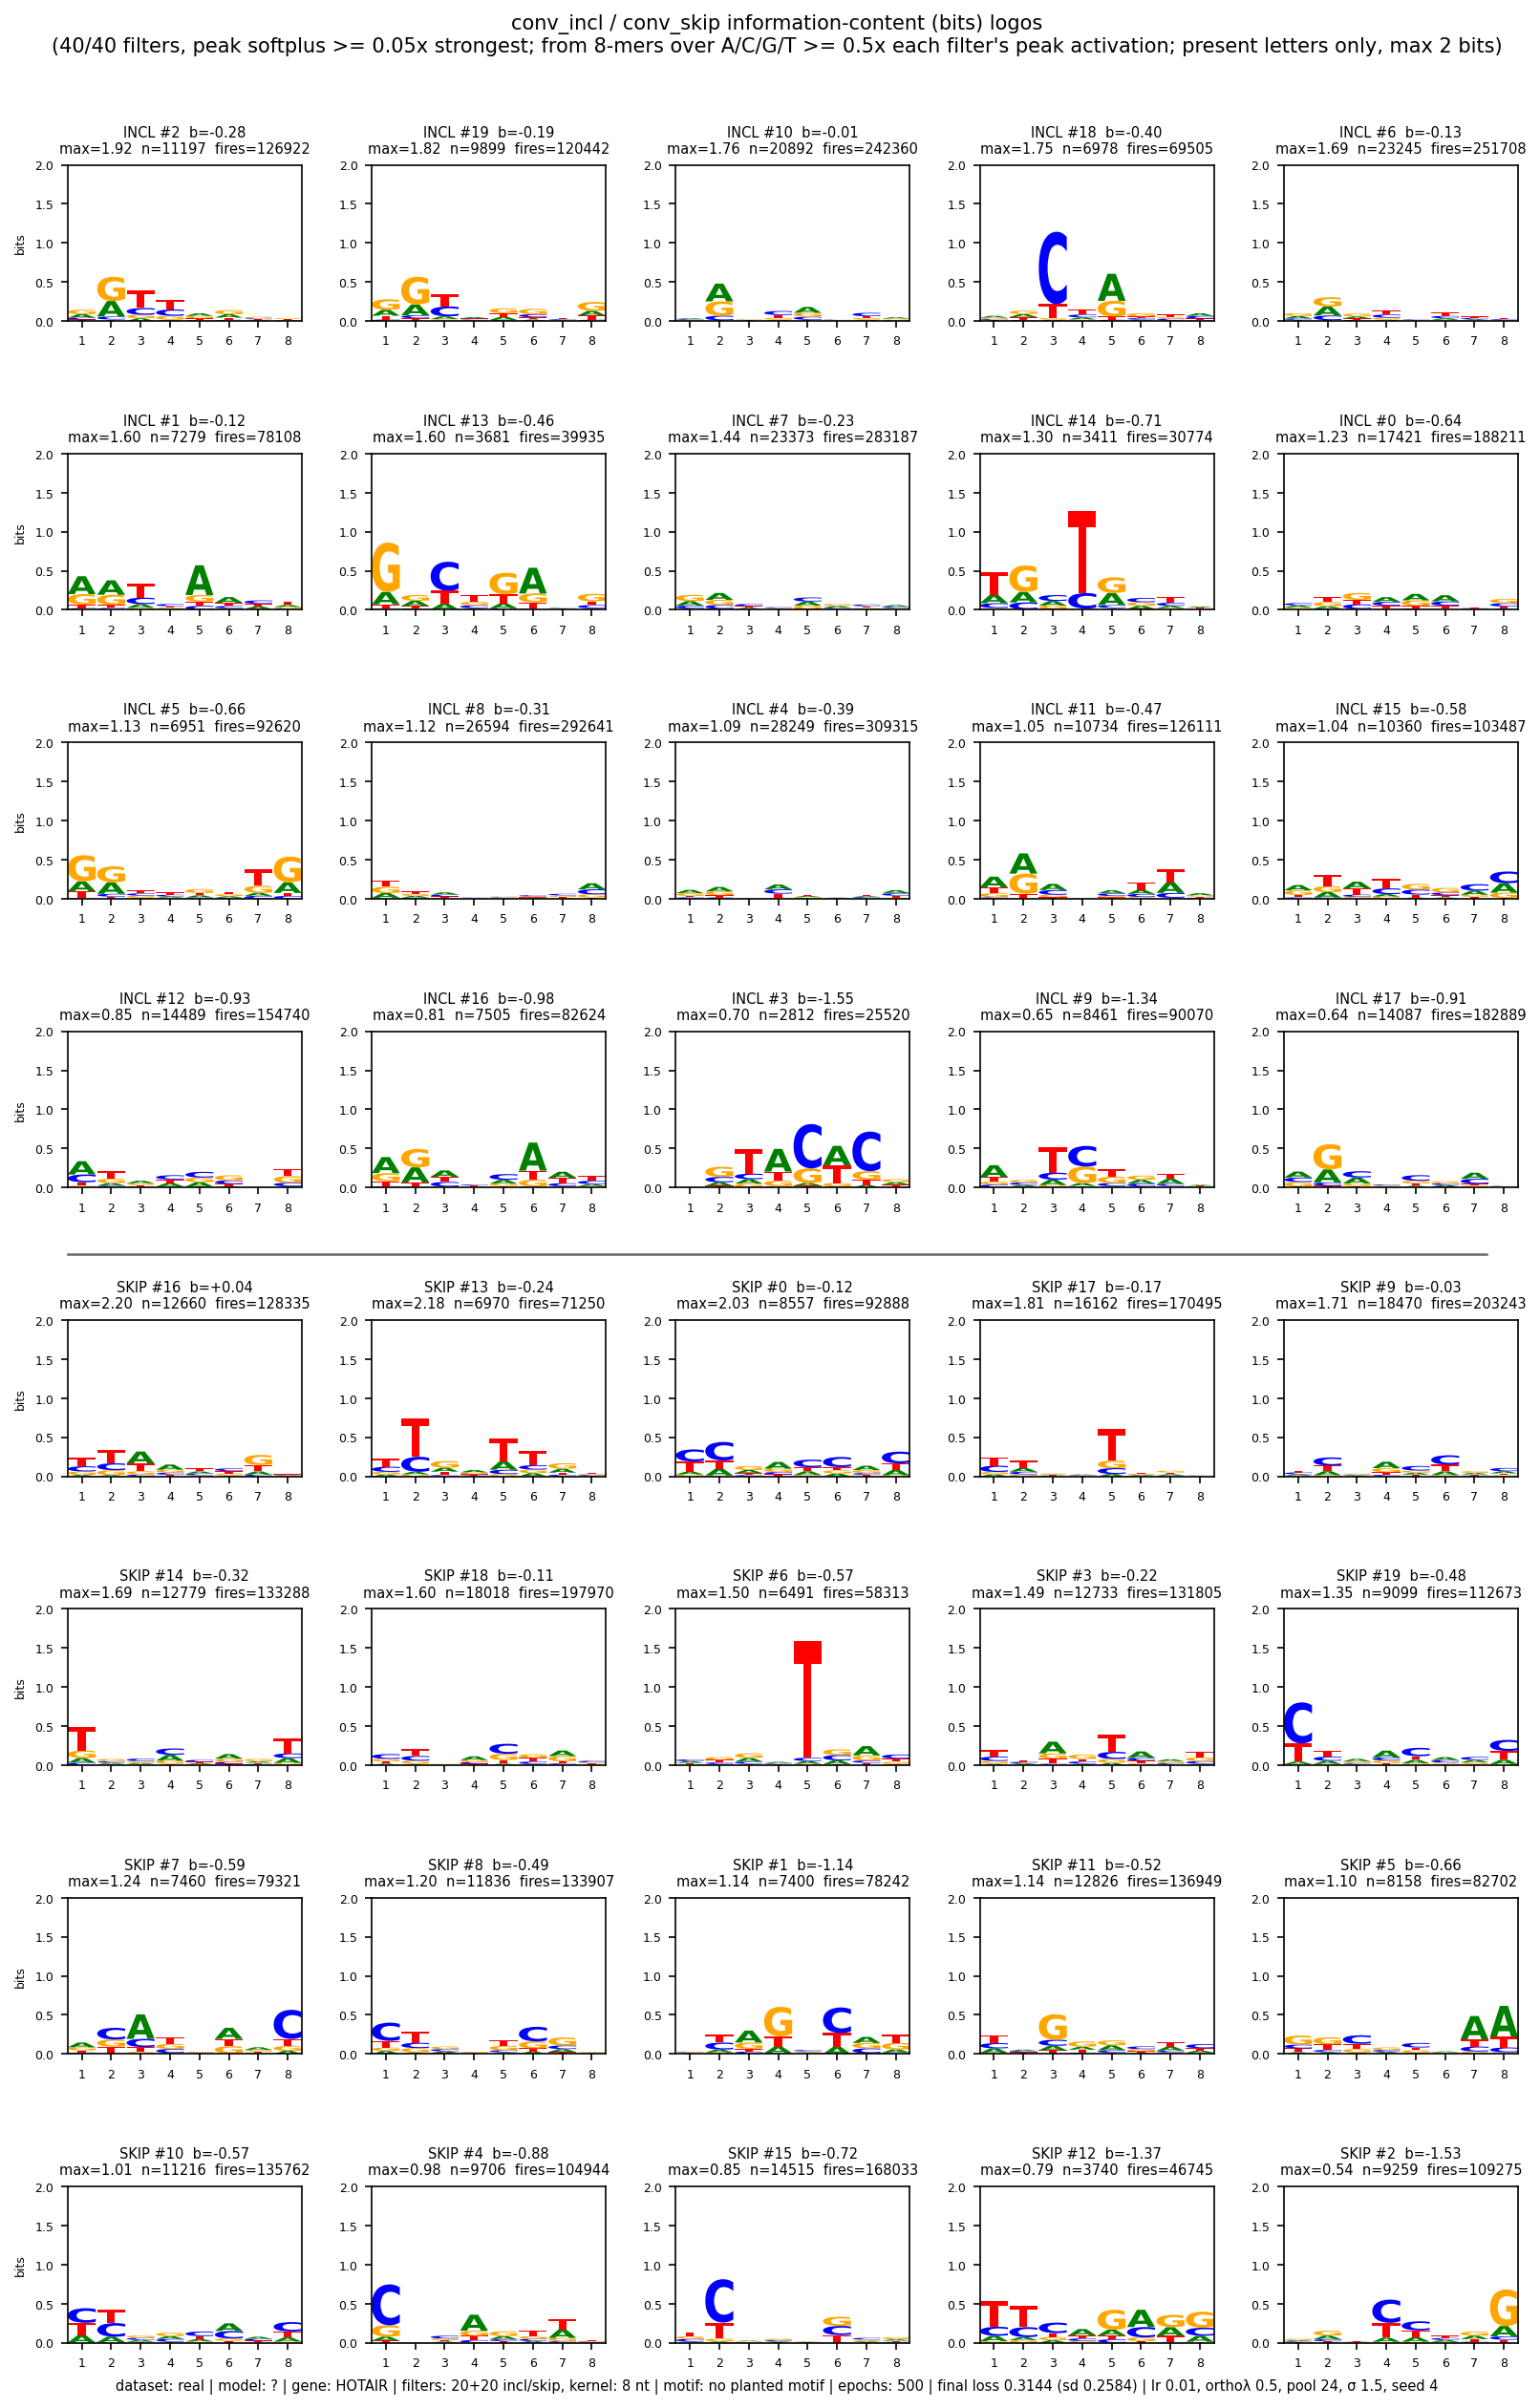 conv_incl / conv_skip information-content (bits) logos
(40/40 filters, peak softplus >= 0.05x strongest; from 8-mers over A/C/G/T >= 0.5x each filter's peak activation; present letters only, max 2 bits)
INCL #2 b=-0.28
max=1.92 n=11197 fires=126922
INCL #19 b=-0.19
max=1.82 n=9899 fires=120442
INCL #10 b=-0.01
max=1.76 n=20892 fires=242360
INCL #18 b=-0.40
max=1.75 n=6978 fires=69505
INCL #6 b=-0.13
max=1.69 n=23245 fires=251708
INCL #1 b=-0.12
max=1.60 n=7279 fires=78108
INCL #13 b=-0.46
max=1.60 n=3681 fires=39935
INCL #7 b=-0.23
max=1.44 n=23373 fires=283187
INCL #14 b=-0.71
max=1.30 n=3411 fires=30774
INCL #0 b=-0.64
max=1.23 n=17421 fires=188211
INCL #5 b=-0.66
max=1.13 n=6951 fires=92620
INCL #8 b=-0.31
max=1.12 n=26594 fires=292641
INCL #4 b=-0.39
max=1.09 n=28249 fires=309315
INCL #11 b=-0.47
max=1.05 n=10734 fires=126111
INCL #15 b=-0.58
max=1.04 n=10360 fires=103487
INCL #12 b=-0.93
max=0.85 n=14489 fires=154740
INCL #16 b=-0.98
max=0.81 n=7505 fires=82624
INCL #3 b=-1.55
max=0.70 n=2812 fires=25520
INCL #9 b=-1.34
max=0.65 n=8461 fires=90070
INCL #17 b=-0.91
max=0.64 n=14087 fires=182889
SKIP #16 b=+0.04
max=2.20 n=12660 fires=128335
SKIP #13 b=-0.24
max=2.18 n=6970 fires=71250
SKIP #0 b=-0.12
max=2.03 n=8557 fires=92888
SKIP #17 b=-0.17
max=1.81 n=16162 fires=170495
SKIP #9 b=-0.03
max=1.71 n=18470 fires=203243
SKIP #14 b=-0.32
max=1.69 n=12779 fires=133288
SKIP #18 b=-0.11
max=1.60 n=18018 fires=197970
SKIP #6 b=-0.57
max=1.50 n=6491 fires=58313
SKIP #3 b=-0.22
max=1.49 n=12733 fires=131805
SKIP #19 b=-0.48
max=1.35 n=9099 fires=112673
SKIP #7 b=-0.59
max=1.24 n=7460 fires=79321
SKIP #8 b=-0.49
max=1.20 n=11836 fires=133907
SKIP #1 b=-1.14
max=1.14 n=7400 fires=78242
SKIP #11 b=-0.52
max=1.14 n=12826 fires=136949
SKIP #5 b=-0.66
max=1.10 n=8158 fires=82702
SKIP #10 b=-0.57
max=1.01 n=11216 fires=135762
SKIP #4 b=-0.88
max=0.98 n=9706 fires=104944
SKIP #15 b=-0.72
max=0.85 n=14515 fires=168033
SKIP #12 b=-1.37
max=0.79 n=3740 fires=46745
SKIP #2 b=-1.53
max=0.54 n=9259 fires=109275
dataset: real | model: ? | gene: HOTAIR | filters: 20+20 incl/skip, kernel: 8 nt | motif: no planted motif | epochs: 500 | final loss 0.3144 (sd 0.2584) | lr 0.01, orthoλ 0.5, pool 24, σ 1.5, seed 4